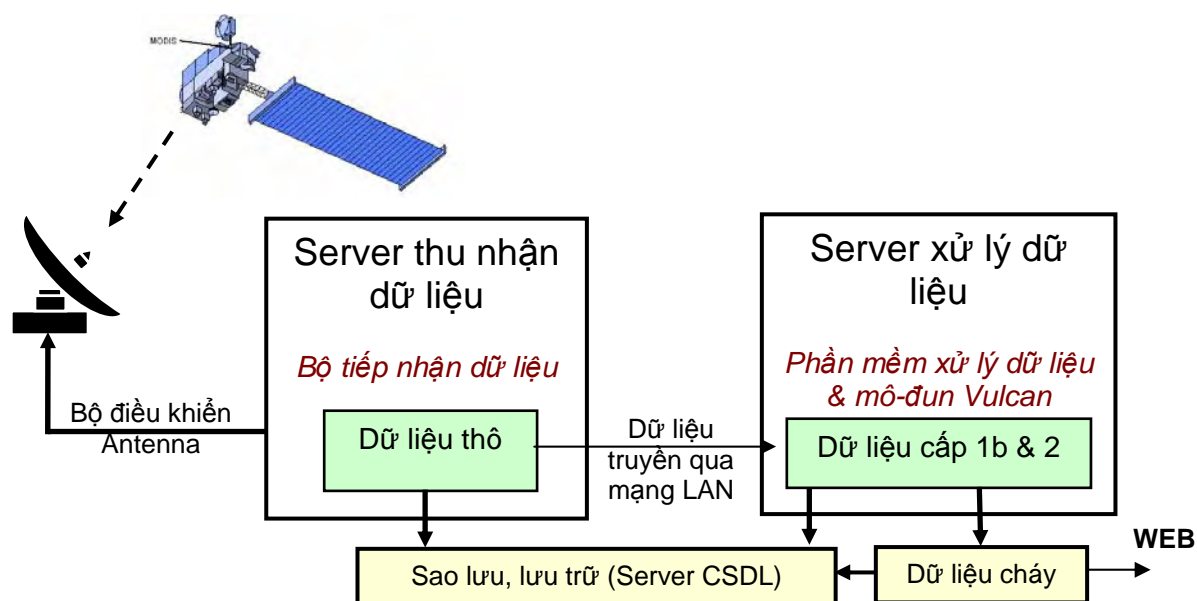 MODIS
Server thu nhận
dữ liệu
Bộ tiếp nhận dữ liệu
Dữ liệu thô
Bộ điều khiển
Antenna
Dữ liệu
truyền qua
mạng LAN
Server xử lý dữ
liệu
Phần mềm xử lý dữ liệu
& mô-đun Vulcan
Dữ liệu cấp 1b & 2
WEB
Sao lưu, lưu trữ (Server CSDL)
Dữ liệu cháy